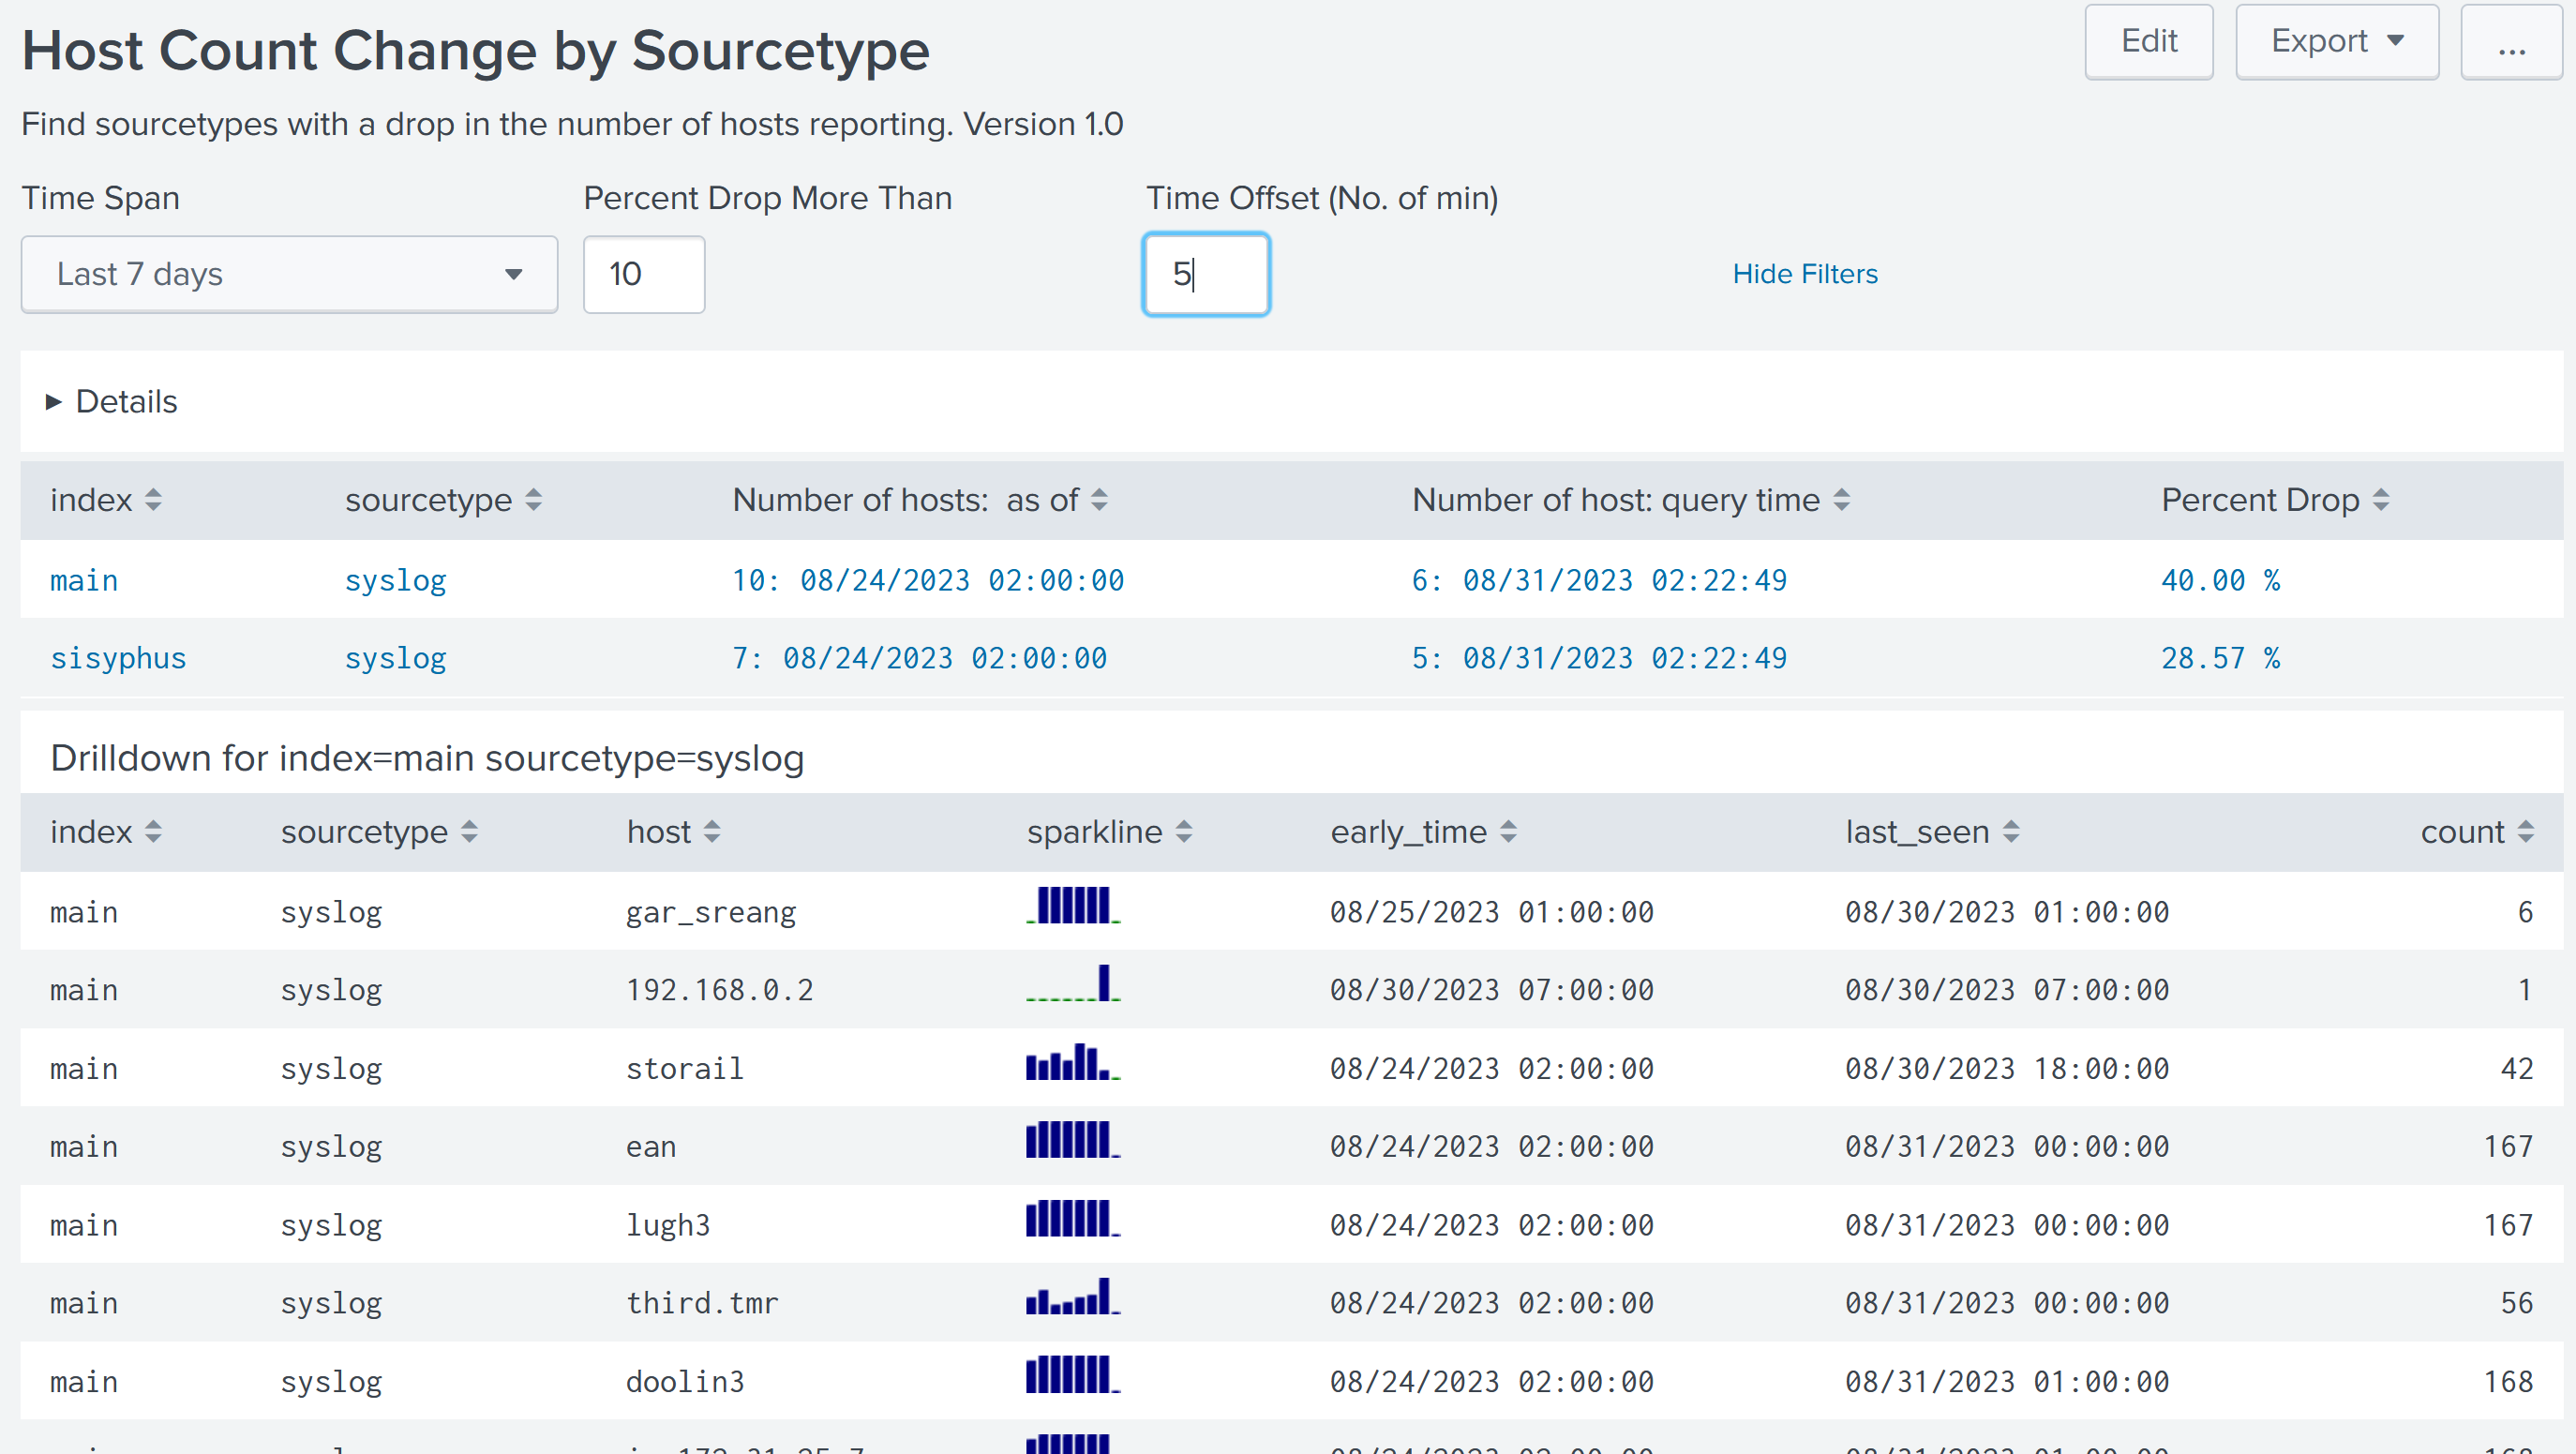 Host Count Change by Sourcetype Edit Export ...
Find sourcetypes with a drop in the number of hosts reporting. Version 1.0
Time Span Percent Drop More Than Time Offset (No. of min)
Last 7 days 10 5 Hide Filters
Details
index sourcetype Number of hosts: as of Number of host: query time Percent Drop
main syslog 10: 08/24/2023 02:00:00 6: 08/31/2023 02:22:49 40.00 %
sisyphus syslog 7: 08/24/2023 02:00:00 5: 08/31/2023 02:22:49 28.57 %
Drilldown for index=main sourcetype=syslog
index sourcetype host sparkline early_time last_seen count
main syslog gar_sreang 08/25/2023 01:00:00 08/30/2023 01:00:00 6
main syslog 192.168.0.2 08/30/2023 07:00:00 08/30/2023 07:00:00 1
main syslog storail 08/24/2023 02:00:00 08/30/2023 18:00:00 42
main syslog ean 08/24/2023 02:00:00 08/31/2023 00:00:00 167
main syslog lugh3 08/24/2023 02:00:00 08/31/2023 00:00:00 167
main syslog third.tmr 08/24/2023 02:00:00 08/31/2023 00:00:00 56
main syslog doolin3 08/24/2023 02:00:00 08/31/2023 01:00:00 168